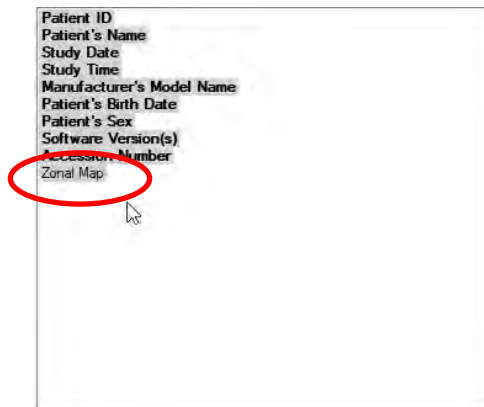 Patient ID
Patient's Name
Study Date
Study Time
Manufacturer's Model Name
Patient's Birth Date
Patient's Sex
Software Version(s)
Accession Number
Zonal Map